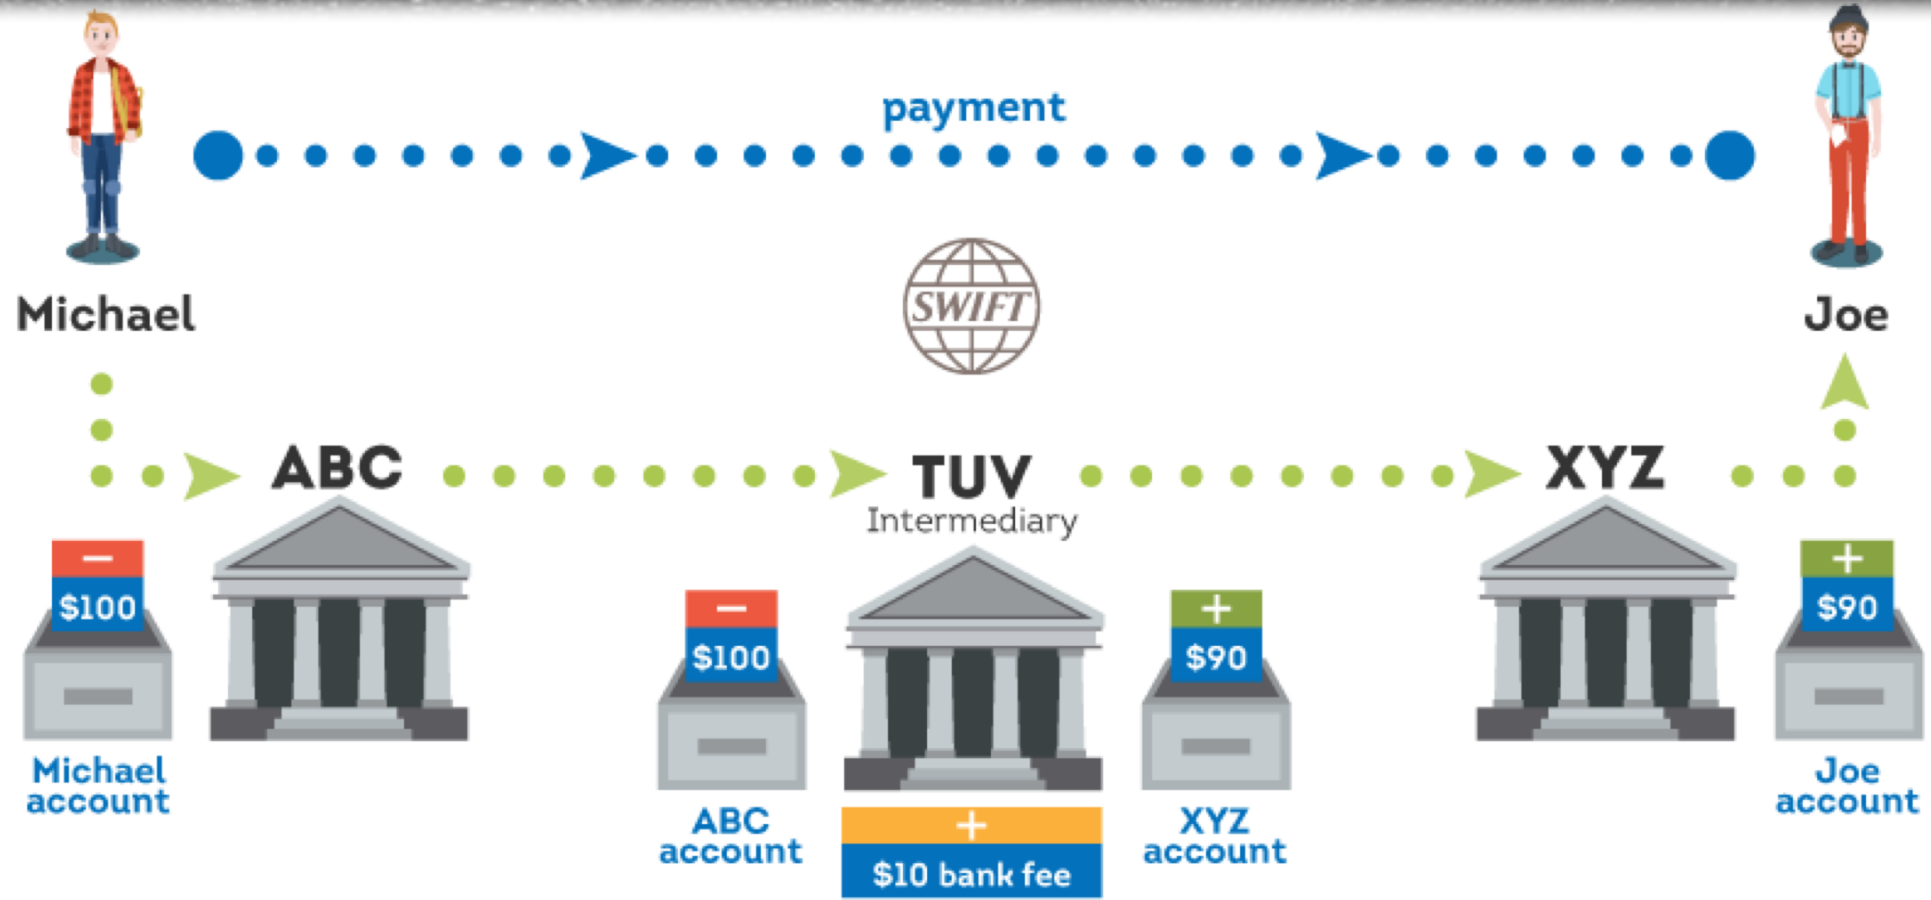 payment
SWIFT
Michael
Joe
ABC
TUV
Intermediary
XYZ
−
$100
Michael
account
−
$100
ABC
account
+
$10 bank fee
+
$90
XYZ
account
+
$90
Joe
account